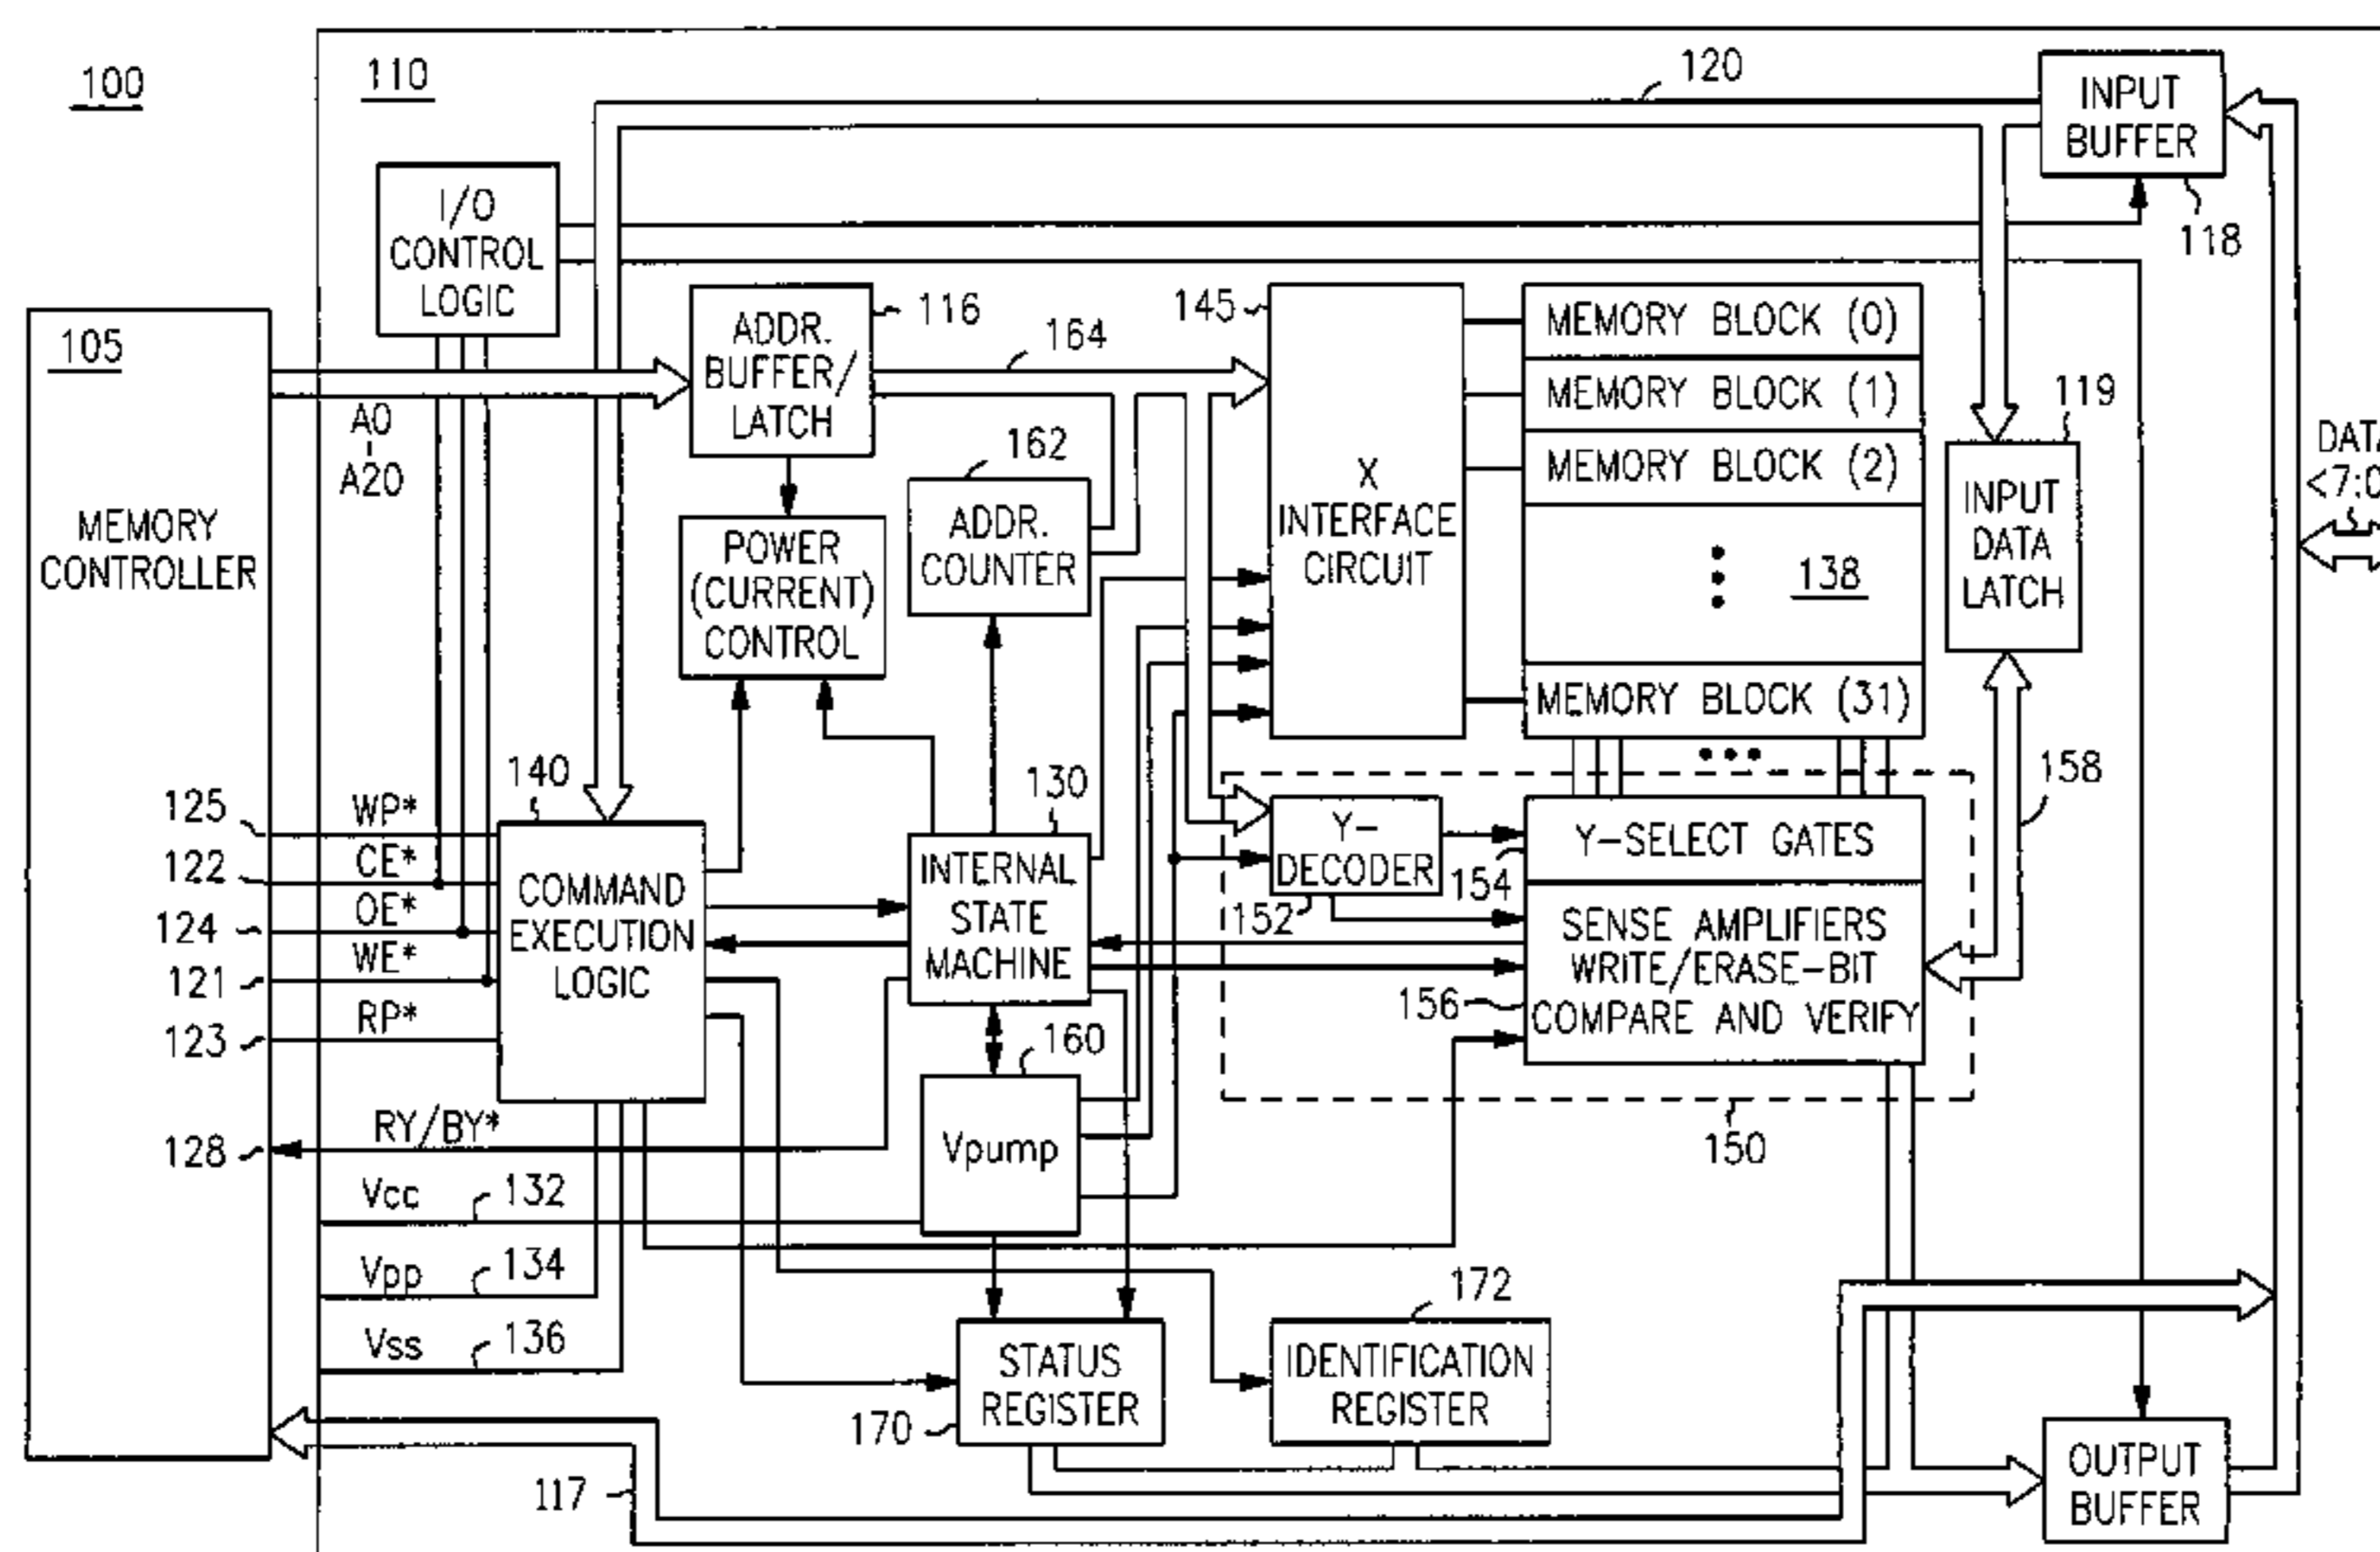 100
110
120
INPUT
BUFFER
118
I/O
CONTROL
LOGIC
105
MEMORY
CONTROLLER
A0
A20
ADDR.
BUFFER/
LATCH
116
164
145
X
INTERFACE
CIRCUIT
MEMORY BLOCK (0)
MEMORY BLOCK (1)
MEMORY BLOCK (2)
138
MEMORY BLOCK (31)
119
INPUT
DATA
LATCH
158
162
ADDR.
COUNTER
POWER
(CURRENT)
CONTROL
140
COMMAND
EXECUTION
LOGIC
130
INTERNAL
STATE
MACHINE
125
WP*
122
CE*
124
OE*
121
WE*
123
RP*
128
RY/BY*
Vcc
132
Vpp
134
Vss
136
160
Vpump
Y-
DECODER
152
154
Y-SELECT GATES
156
SENSE AMPLIFIERS
WRITE/ERASE-BIT
COMPARE AND VERIFY
150
170
STATUS
REGISTER
172
IDENTIFICATION
REGISTER
117
OUTPUT
BUFFER